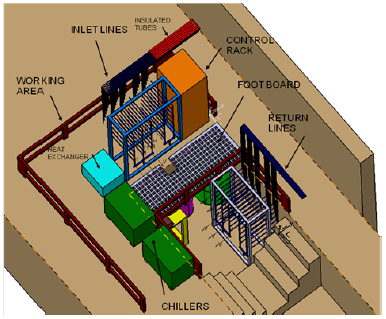 INSULATED
TUBES
INLET LINES
CONTROL
RACK
WORKING
AREA
FOOT BOARD
RETURN
LINES
HEAT
EXCHANGER
CHILLERS